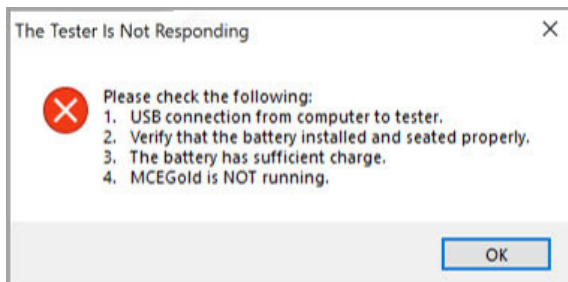 The Tester Is Not Responding
Please check the following:
1. USB connection from computer to tester.
2. Verify that the battery installed and seated properly.
3. The battery has sufficient charge.
4. MCEGold is NOT running.
OK